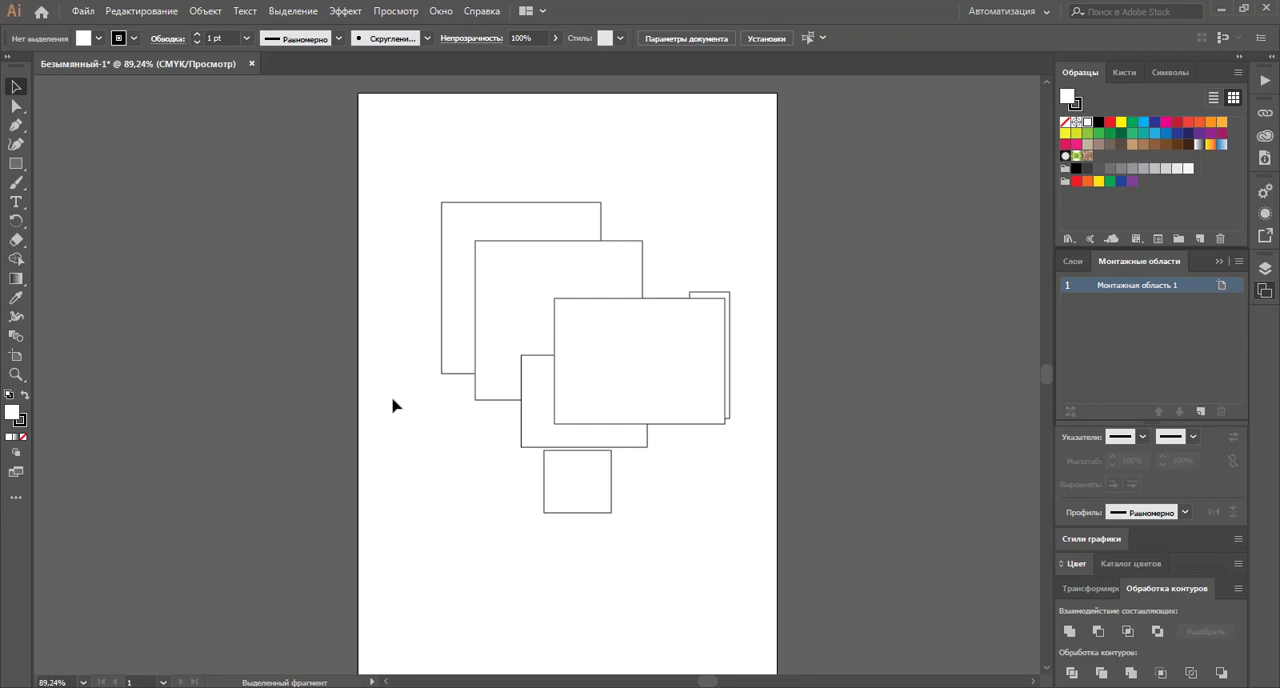 Ai Файл Редактирование Объект Текст Выделение Эффект Просмотр Окно Справка Автоматизация Поиск в Adobe Stock
Нет выделения Обводка: 1 pt Равномерно Скруглени... Непрозрачность: 100% Стиль: Параметры документа Установки
Безымянный-1* @ 89,24% (CMYK/Просмотр)
Образцы Кисти Символы
Слои Монтажные области
1 Монтажная область 1
Указатели:
Масштаб: 100% 100%
Выровнять:
Профиль: Равномерно
Стили графики
Цвет Каталог цветов
Трансформирс Обработка контуров
Взаимодействие составляющих:
Разобрать
Обработка контуров:
89,24% 1 Выделенный фрагмент